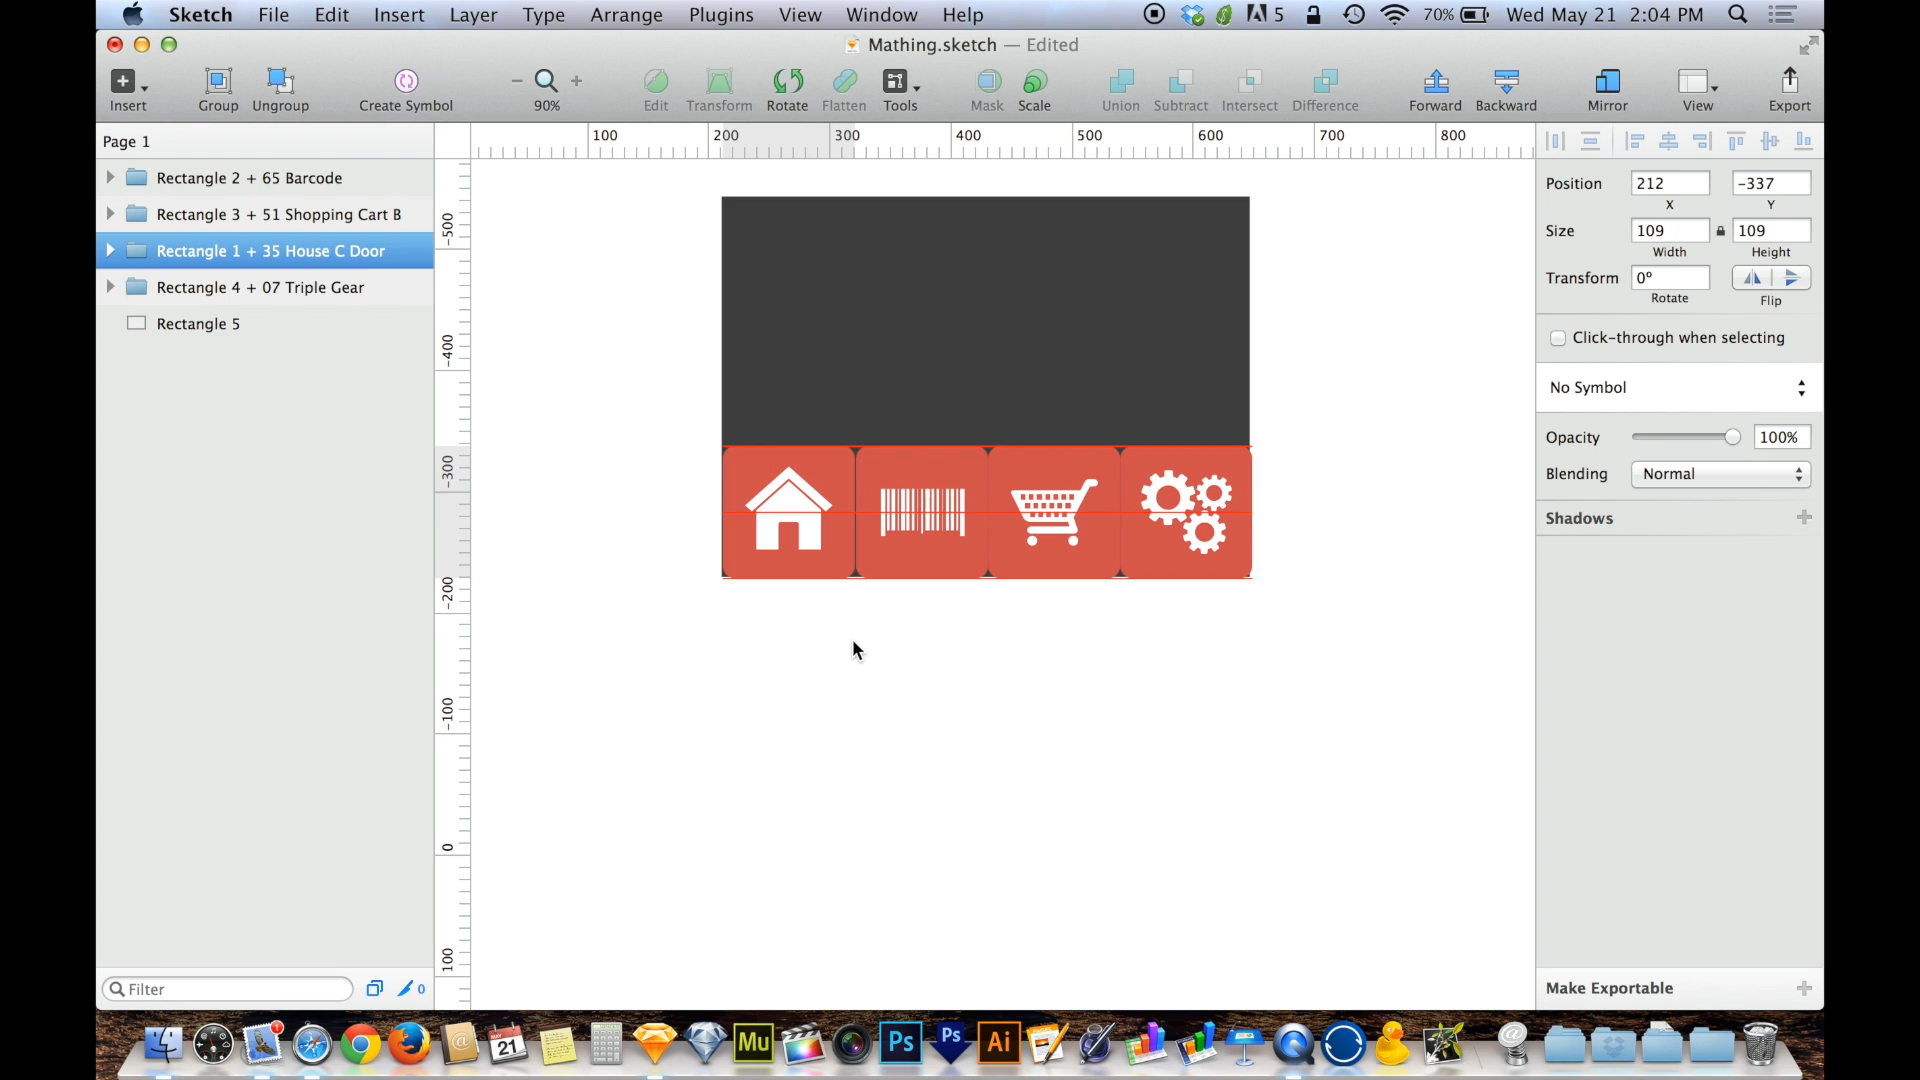 Sketch File Edit Insert Layer Type Arrange Plugins View Window Help 5 70% Wed May 21 2:04 PM
Mathing.sketch — Edited
Insert Group Ungroup Create Symbol 90% Edit Transform Rotate Flatten Tools Mask Scale Union Subtract Intersect Difference Forward Backward Mirror View Export
Page 1
Rectangle 2 + 65 Barcode
Rectangle 3 + 51 Shopping Cart B
Rectangle 1 + 35 House C Door
Rectangle 4 + 07 Triple Gear
Rectangle 5
Filter
0
100 200 300 400 500 600 700 800
-500
-400
-300
-200
-100
0
100
Position 212 -337
X Y
Size 109 109
Width Height
Transform 0º
Rotate Flip
Click-through when selecting
No Symbol
Opacity 100%
Blending Normal
Shadows
Make Exportable
21 Mu Ps Ps Ai